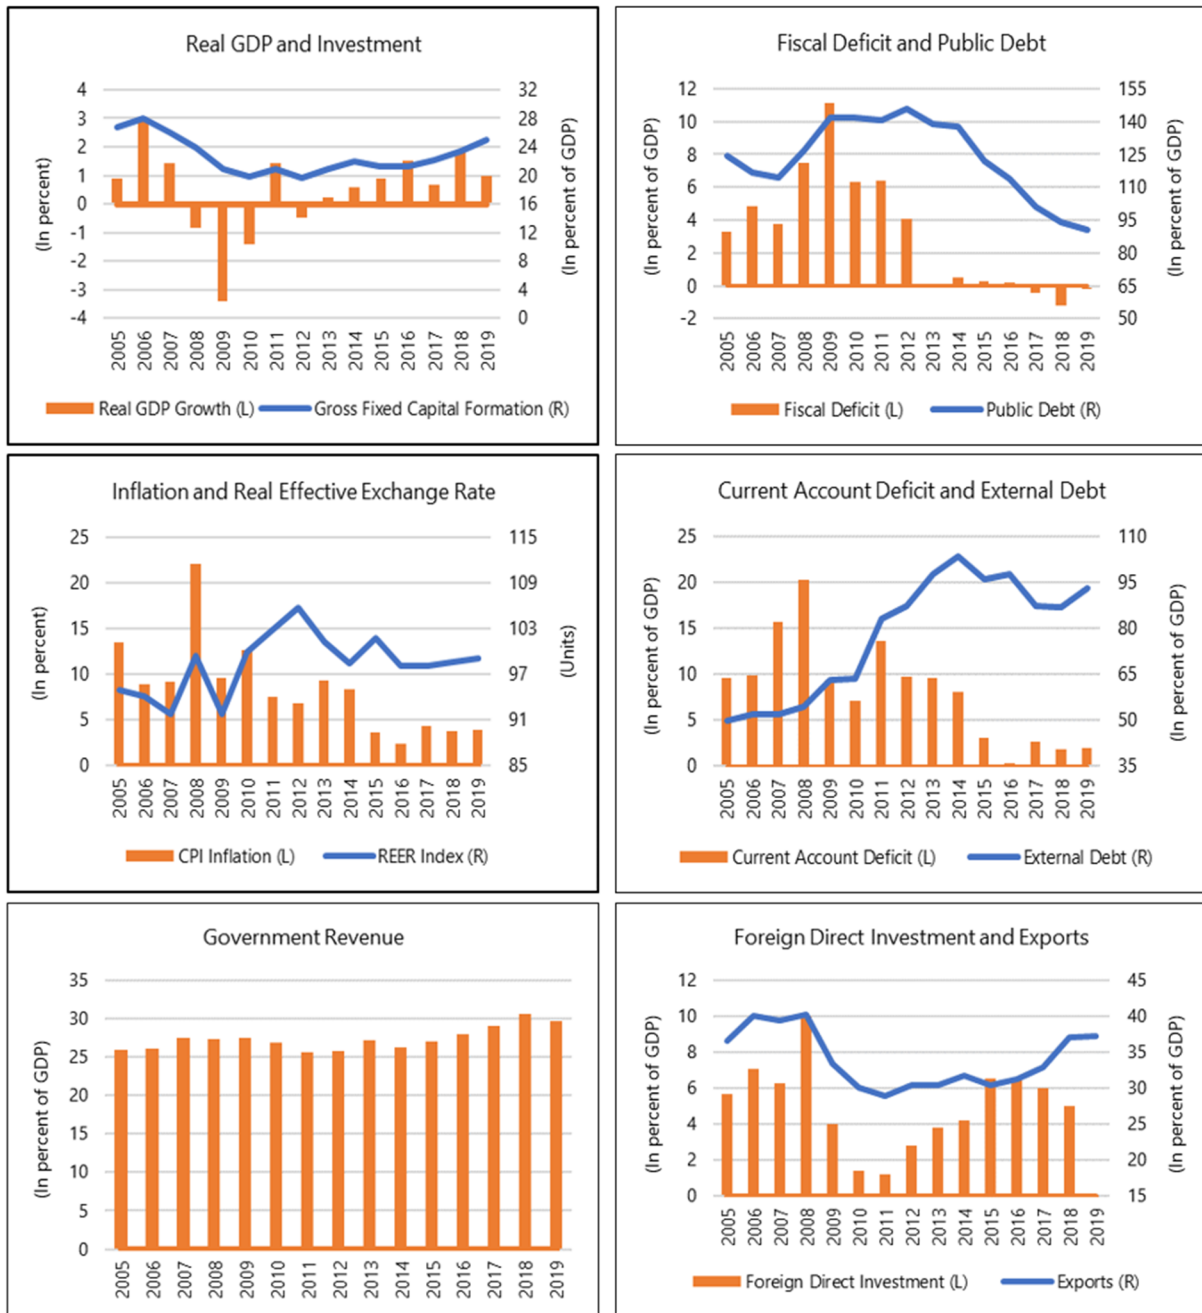 Real GDP and Investment
(In percent)
4
3
2
1
0
-1
-2
-3
-4
32
28
24
20
16
12
8
4
0
(In percent of GDP)
2005 2006 2007 2008 2009 2010 2011 2012 2013 2014 2015 2016 2017 2018 2019
Real GDP Growth (L) Gross Fixed Capital Formation (R)
Fiscal Deficit and Public Debt
(In percent of GDP)
12
10
8
6
4
2
0
-2
155
140
125
110
95
80
65
50
(In percent of GDP)
2005 2006 2007 2008 2009 2010 2011 2012 2013 2014 2015 2016 2017 2018 2019
Fiscal Deficit (L) Public Debt (R)
Inflation and Real Effective Exchange Rate
(In percent)
25
20
15
10
5
0
115
109
103
97
91
85
(Units)
2005 2006 2007 2008 2009 2010 2011 2012 2013 2014 2015 2016 2017 2018 2019
CPI Inflation (L) REER Index (R)
Current Account Deficit and External Debt
(In percent of GDP)
25
20
15
10
5
0
110
95
80
65
50
35
(In percent of GDP)
2005 2006 2007 2008 2009 2010 2011 2012 2013 2014 2015 2016 2017 2018 2019
Current Account Deficit (L) External Debt (R)
Government Revenue
(In percent of GDP)
35
30
25
20
15
10
5
0
2005 2006 2007 2008 2009 2010 2011 2012 2013 2014 2015 2016 2017 2018 2019
Foreign Direct Investment and Exports
(In percent of GDP)
12
10
8
6
4
2
0
45
40
35
30
25
20
15
(In percent of GDP)
2005 2006 2007 2008 2009 2010 2011 2012 2013 2014 2015 2016 2017 2018 2019
Foreign Direct Investment (L) Exports (R)